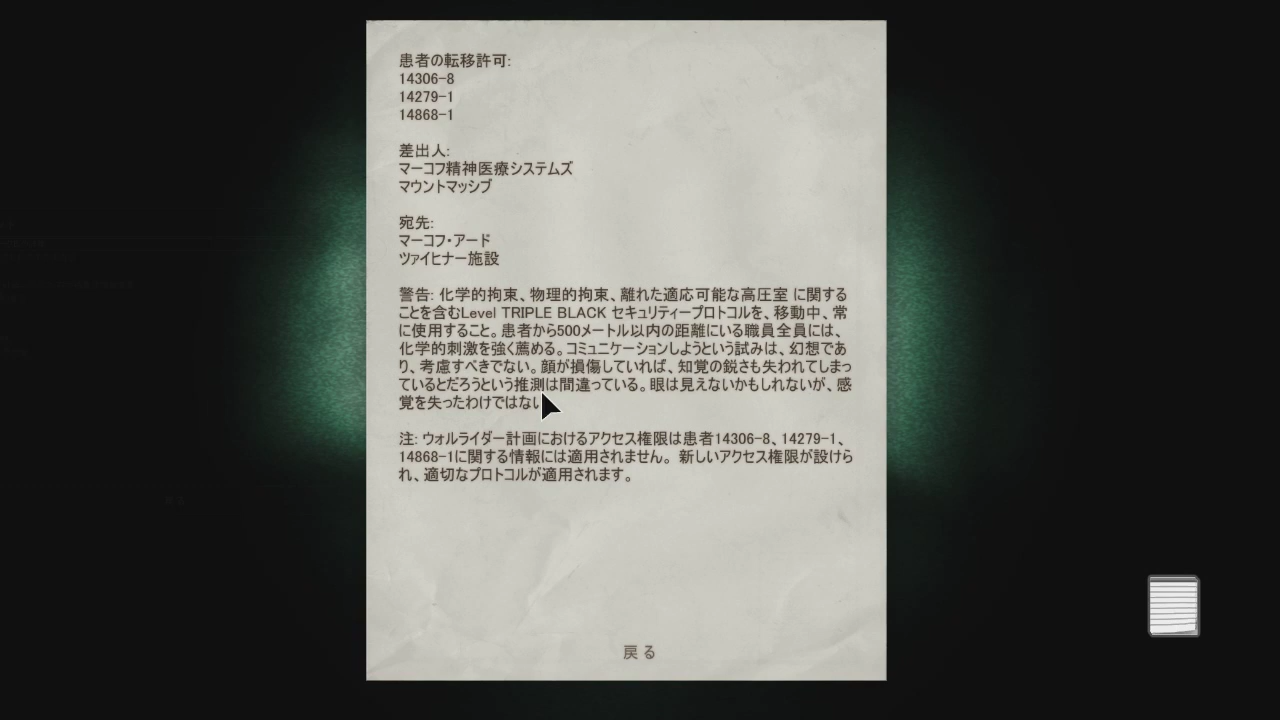 患者の転移許可:
14306-8
14279-1
14868-1
差出人:
マーコフ精神医療システムズ
マウントマッシブ
宛先:
マーコフ・アード
ツァイヒナー施設
警告: 化学的拘束、物理的拘束、離れた適応可能な高圧室 に関する
ことを含むLevel TRIPLE BLACK セキュリティープロトコルを、移動中、常
に使用すること。患者から500メートル以内の距離にいる職員全員には、
化学的刺激を強く薦める。コミュニケーションしようという試みは、幻想であ
り、考慮すべきでない。顔が損傷していれば、知覚の鋭さも失われてしまっ
ているとだろうという推測は間違っている。眼は見えないかもしれないが、感
覚を失ったわけではない
注: ウォルライダー計画におけるアクセス権限は患者14306-8、14279-1、
14868-1に関する情報には適用されません。 新しいアクセス権限が設けら
れ、適切なプロトコルが適用されます。
戻る